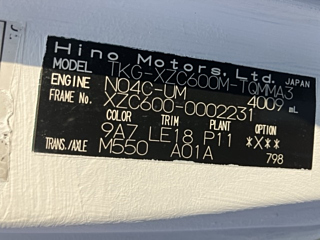 Hino Motors, Ltd. JAPAN
MODEL TKG-XZC600M-TQMMA3
ENGINE N04C-UM 4009 mL
FRAME No. XZC600-0002231
COLOR TRIM PLANT OPTION
9A7 LE18 P11 *X**
TRANS./AXLE M550 A01A 798